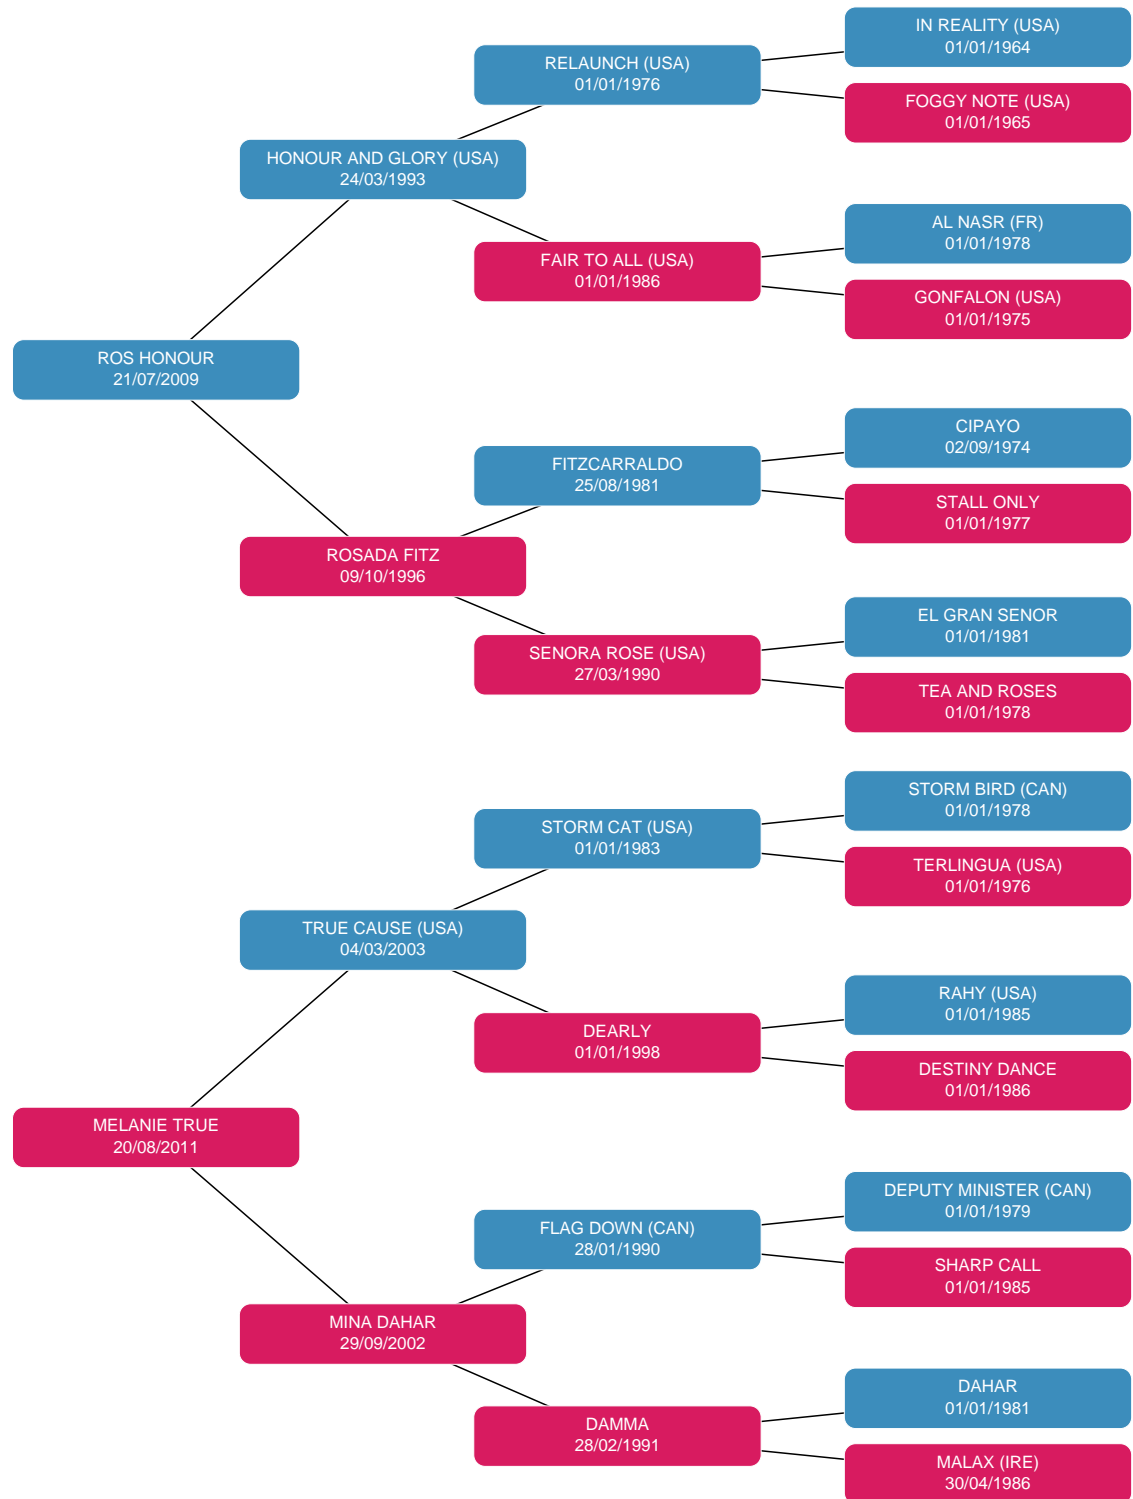 IN REALITY (USA)
01/01/1964
RELAUNCH (USA)
01/01/1976
FOGGY NOTE (USA)
01/01/1965
HONOUR AND GLORY (USA)
24/03/1993
AL NASR (FR)
01/01/1978
FAIR TO ALL (USA)
01/01/1986
GONFALON (USA)
01/01/1975
ROS HONOUR
21/07/2009
CIPAYO
02/09/1974
FITZCARRALDO
25/08/1981
STALL ONLY
01/01/1977
ROSADA FITZ
09/10/1996
EL GRAN SENOR
01/01/1981
SENORA ROSE (USA)
27/03/1990
TEA AND ROSES
01/01/1978
STORM BIRD (CAN)
01/01/1978
STORM CAT (USA)
01/01/1983
TERLINGUA (USA)
01/01/1976
TRUE CAUSE (USA)
04/03/2003
RAHY (USA)
01/01/1985
DEARLY
01/01/1998
DESTINY DANCE
01/01/1986
MELANIE TRUE
20/08/2011
DEPUTY MINISTER (CAN)
01/01/1979
FLAG DOWN (CAN)
28/01/1990
SHARP CALL
01/01/1985
MINA DAHAR
29/09/2002
DAHAR
01/01/1981
DAMMA
28/02/1991
MALAX (IRE)
30/04/1986